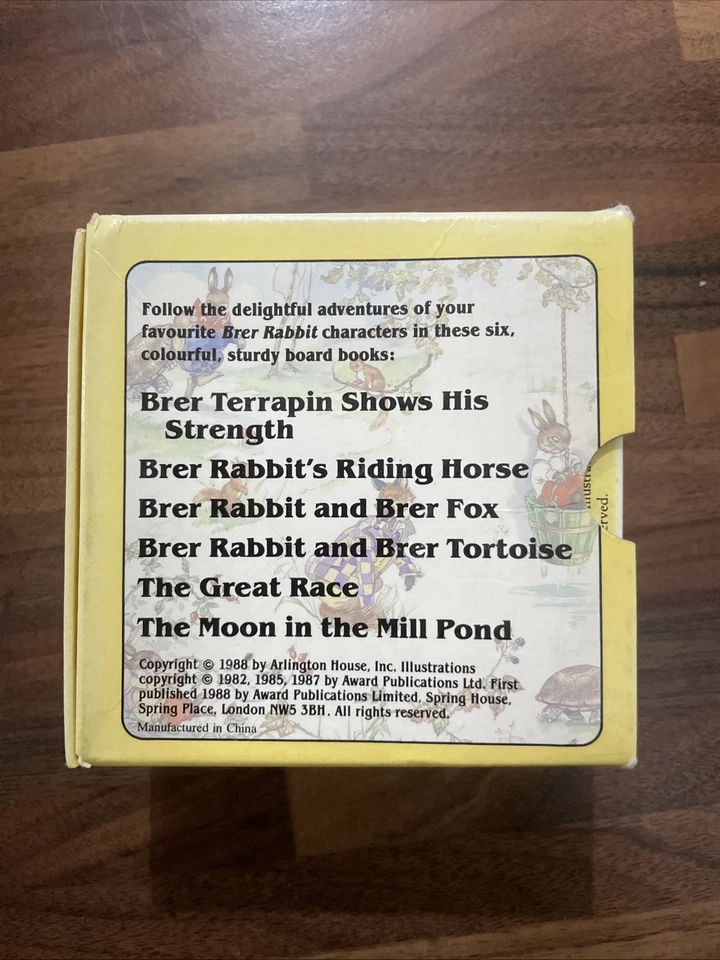 Follow the delightful adventures of your
favourite Brer Rabbit characters in these six,
colourful, sturdy board books:
Brer Terrapin Shows His
Strength
Brer Rabbit's Riding Horse
Brer Rabbit and Brer Fox
Brer Rabbit and Brer Tortoise
The Great Race
The Moon in the Mill Pond
Copyright © 1988 by Arlington House, Inc. Illustrations
copyright © 1982, 1985, 1987 by Award Publications Ltd. First
published 1988 by Award Publications Limited, Spring House,
Spring Place, London NW5 3BH. All rights reserved.
Manufactured in China